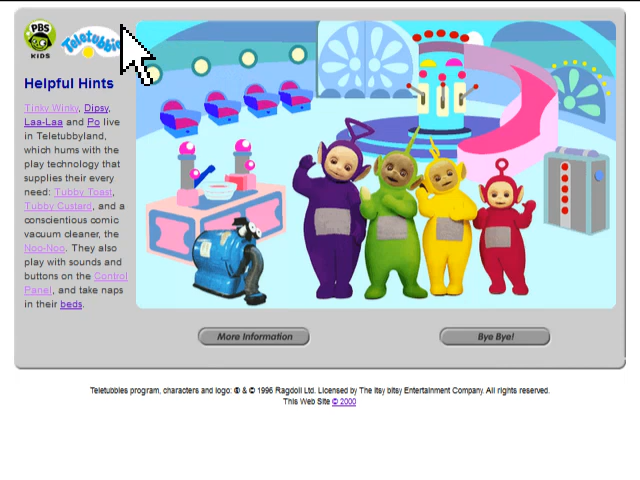 PBS
KIDS
Teletubbies
Helpful Hints
Tinky Winky, Dipsy,
Laa-Laa and Po live
in Teletubbyland,
which hums with the
play technology that
supplies their every
need: Tubby Toast,
Tubby Custard, and a
conscientious comic
vacuum cleaner, the
Noo-Noo. They also
play with sounds and
buttons on the Control
Panel, and take naps
in their beds.
More Information
Bye Bye!
Teletubbies program, characters and logo: ® & © 1996 Ragdoll Ltd. Licensed by The itsy bitsy Entertainment Company. All rights reserved.
This Web Site © 2000